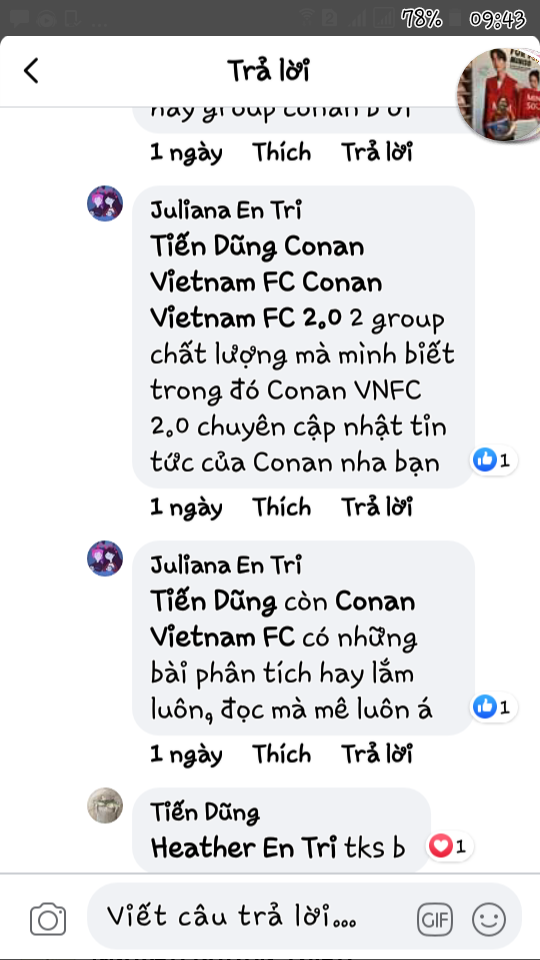 78% 09:43
Trả lời
hay group conan b ơi
1 ngày Thích Trả lời
Juliana En Tri
Tiến Dũng Conan
Vietnam FC Conan
Vietnam FC 2.0 2 group
chất lượng mà mình biết
trong đó Conan VNFC
2.0 chuyên cập nhật tin
tức của Conan nha bạn
1
1 ngày Thích Trả lời
Juliana En Tri
Tiến Dũng còn Conan
Vietnam FC có những
bài phân tích hay lắm
luôn, đọc mà mê luôn á
1
1 ngày Thích Trả lời
Tiến Dũng
Heather En Tri tks b
1
Viết câu trả lời...
GIF